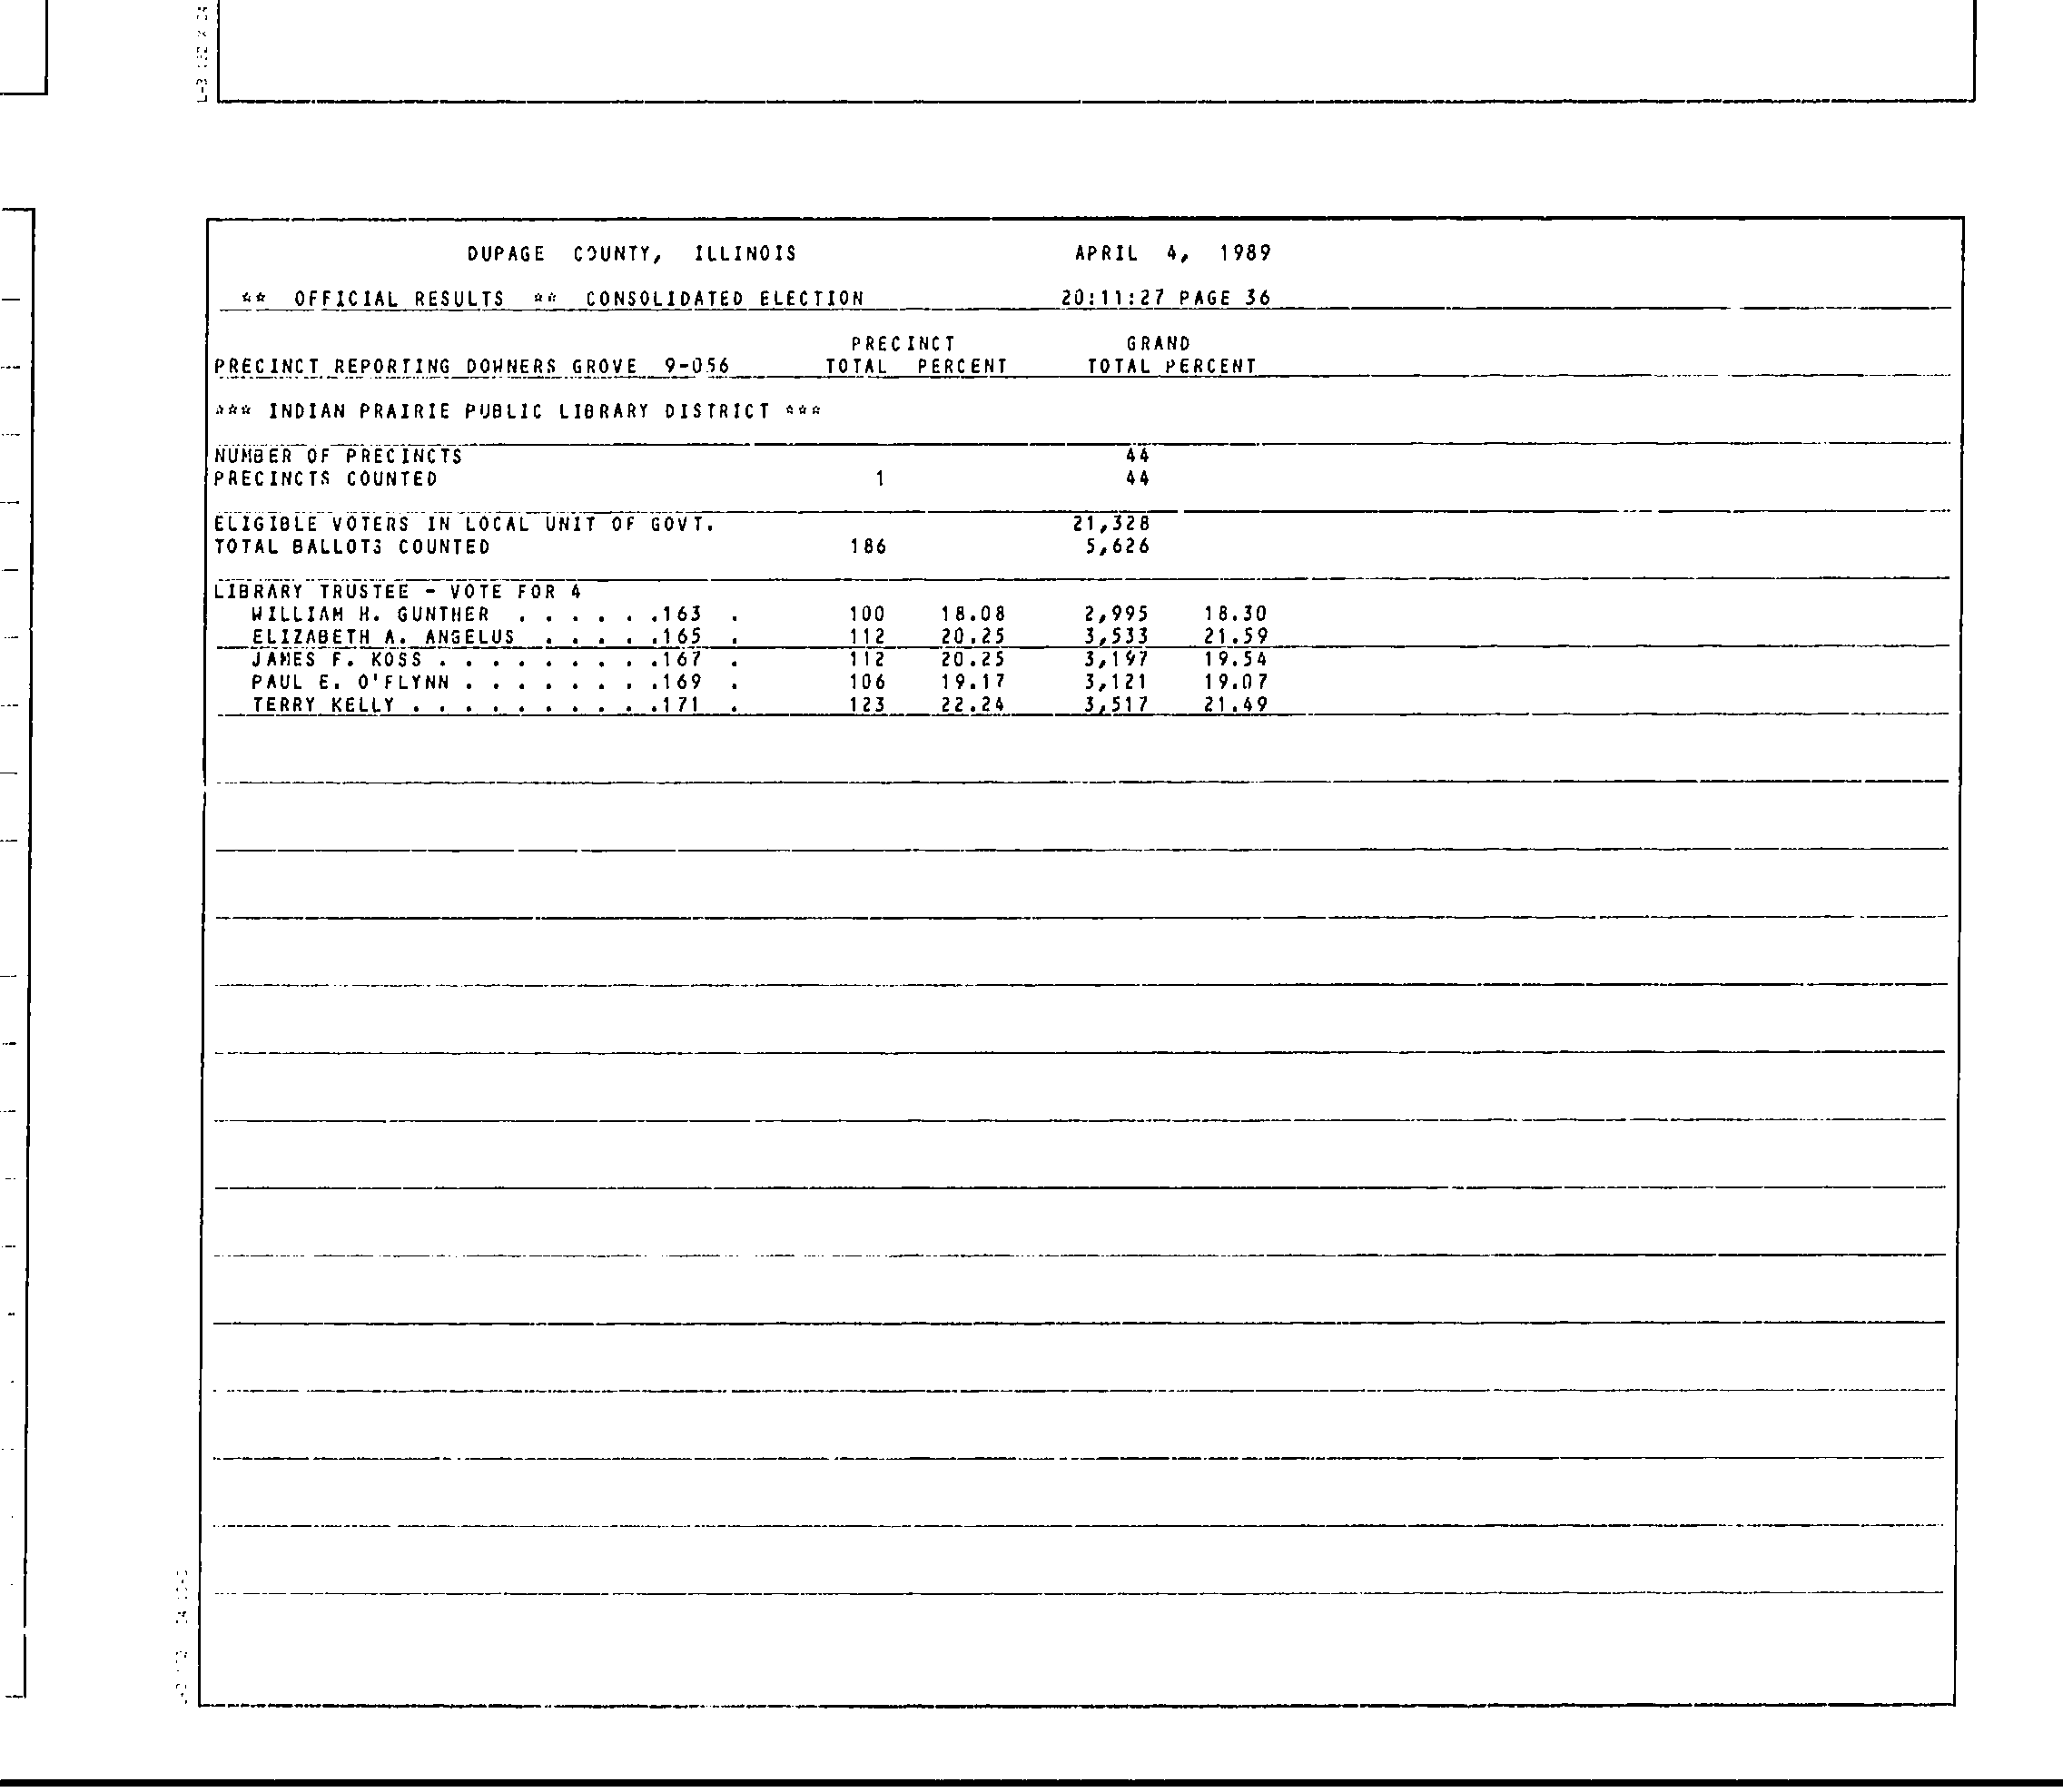 DUPAGE COUNTY, ILLINOIS APRIL 4, 1989
** OFFICIAL RESULTS ** CONSOLIDATED ELECTION 20:11:27 PAGE 36
PRECINCT GRAND
PRECINCT REPORTING DOWNERS GROVE 9-056 TOTAL PERCENT TOTAL PERCENT
*** INDIAN PRAIRIE PUBLIC LIBRARY DISTRICT ***
NUMBER OF PRECINCTS 44
PRECINCTS COUNTED 1 44
ELIGIBLE VOTERS IN LOCAL UNIT OF GOVT. 21,328
TOTAL BALLOTS COUNTED 186 5,626
LIBRARY TRUSTEE - VOTE FOR 4
WILLIAM H. GUNTHER . . . . . .163 . 100 18.08 2,995 18.30
ELIZABETH A. ANGELUS . . . . .165 . 112 20.25 3,533 21.59
JAMES F. KOSS . . . . . . . . .167 . 112 20.25 3,197 19.54
PAUL E. O'FLYNN . . . . . . . .169 . 106 19.17 3,121 19.07
TERRY KELLY . . . . . . . . . .171 . 123 22.24 3,517 21.49